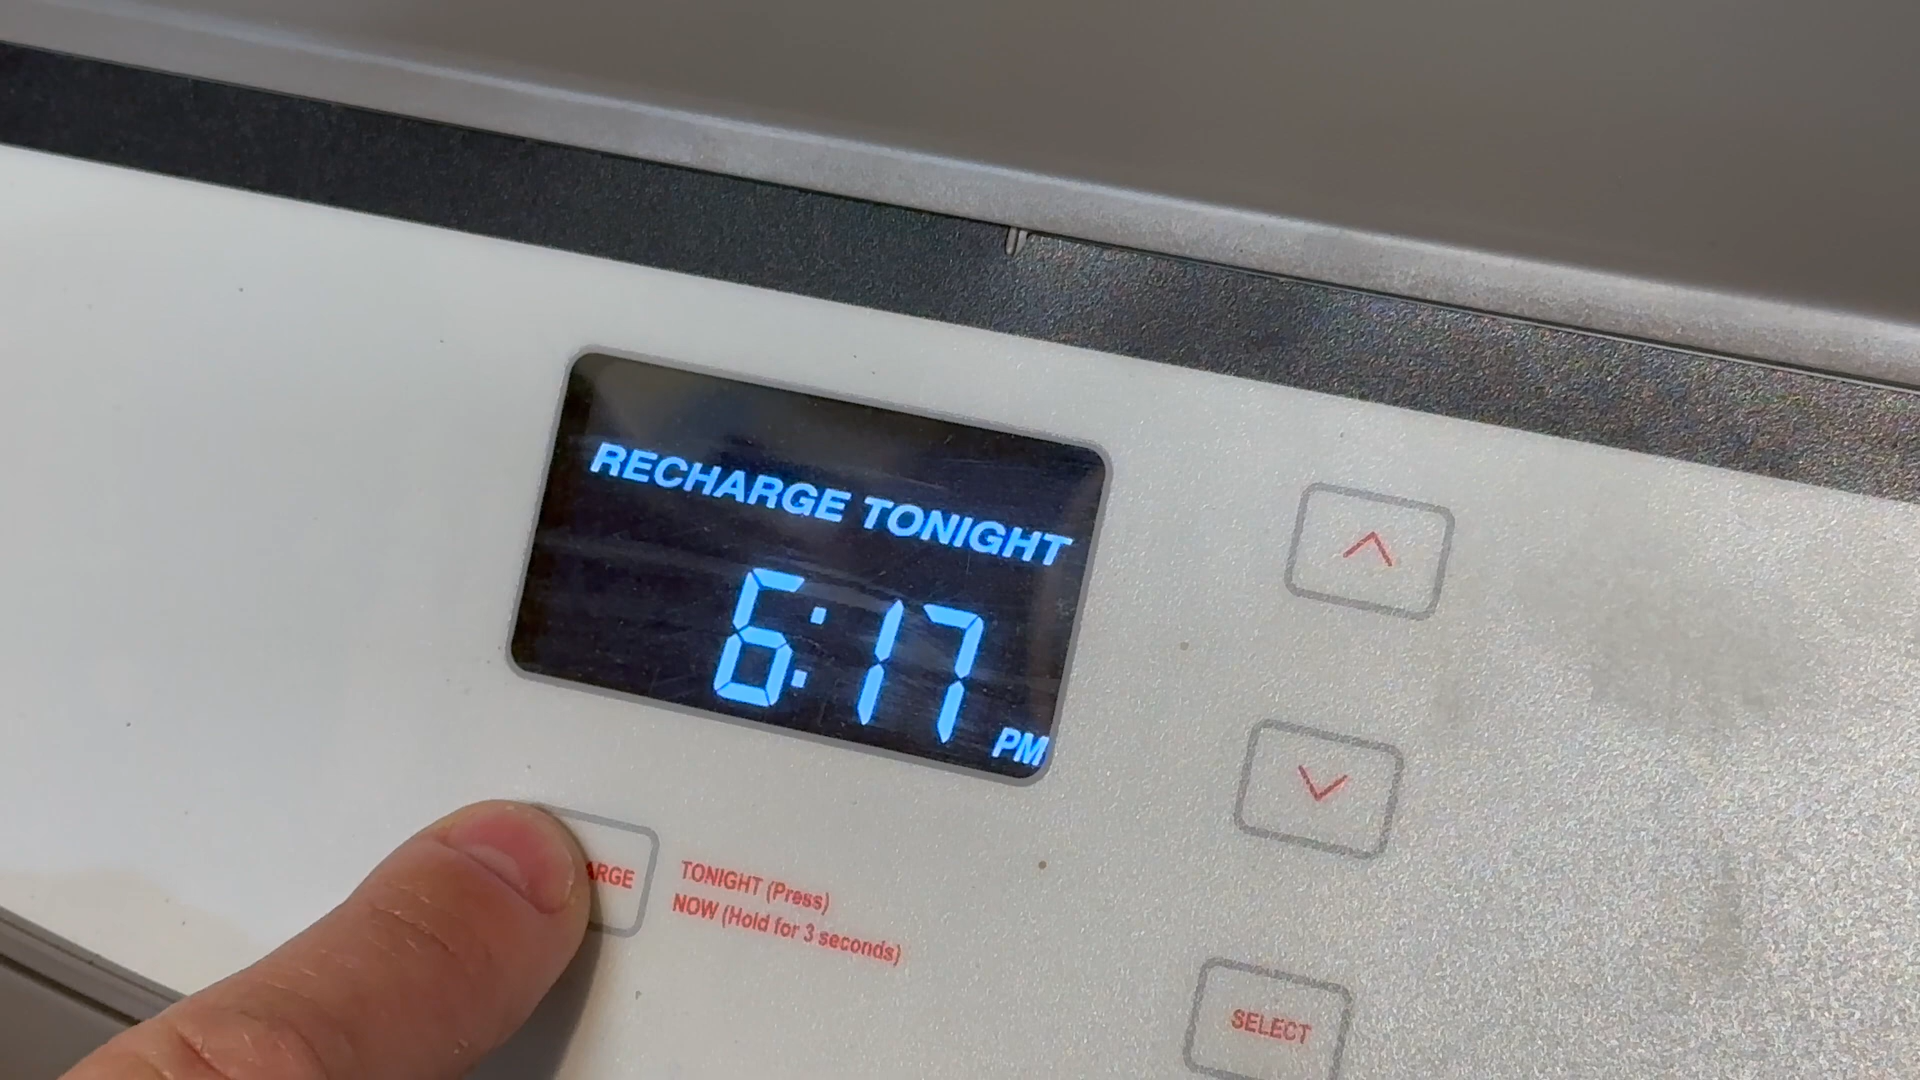 RECHARGE TONIGHT
6:17
PM
ARGE
TONIGHT (Press)
NOW (Hold for 3 seconds)
SELECT